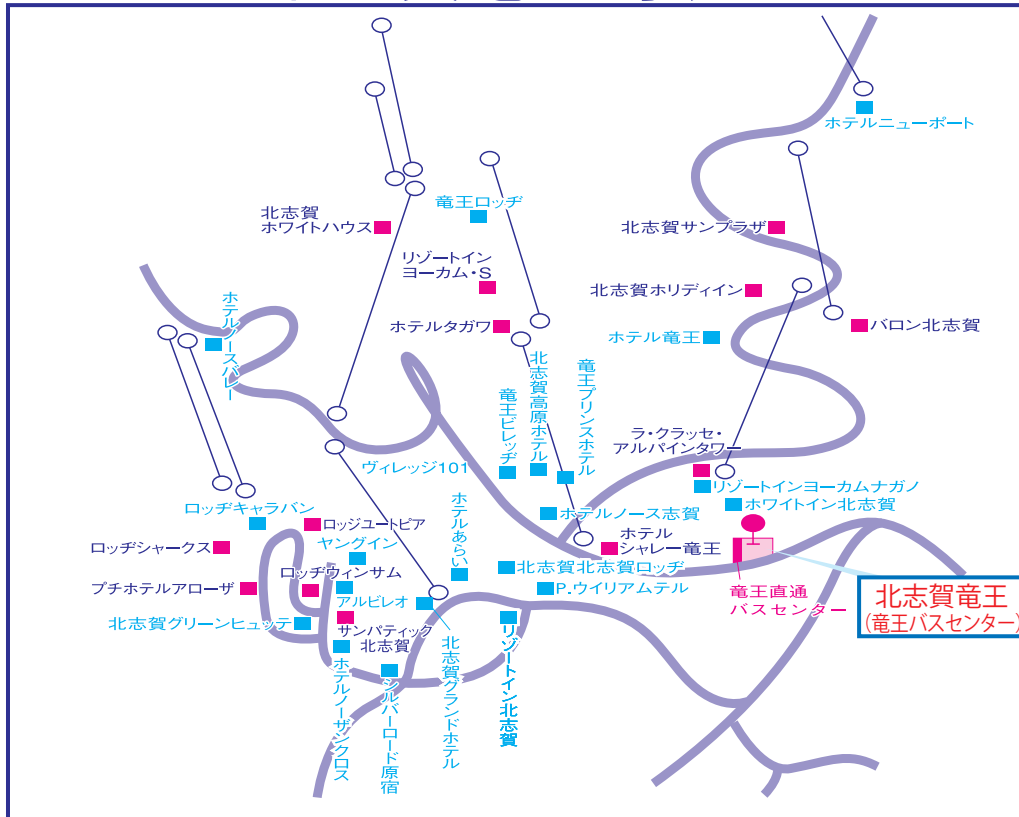 ホテルニューポート
竜王ロッヂ
北志賀
ホワイトハウス
北志賀サンプラザ
リゾートイン
ヨーカム・S
北志賀ホリディイン
ホテルノースバレー
ホテルタガワ
バロン北志賀
ホテル竜王
竜王ビレッヂ
北志賀高原ホテル
竜王プリンスホテル
ラ・クラッセ・
アルパインタワー
ヴィレッジ101
リゾートインヨーカムナガノ
ホワイトイン北志賀
ロッヂキャラバン
ホテルあらい
ホテルノース志賀
ロッジユートピア
ロッヂシャークス
ヤングイン
ホテル
シャレー竜王
ロッヂウィンサム
北志賀北志賀ロッヂ
プチホテルアローザ
アルビレオ
P.ウイリアムテル
竜王直通
バスセンター
北志賀竜王
(竜王バスセンター)
北志賀グリーンヒュッテ
サンパティック
北志賀
ホテルノーザンクロス
シルバーロード原宿
北志賀グランドホテル
リゾートイン北志賀